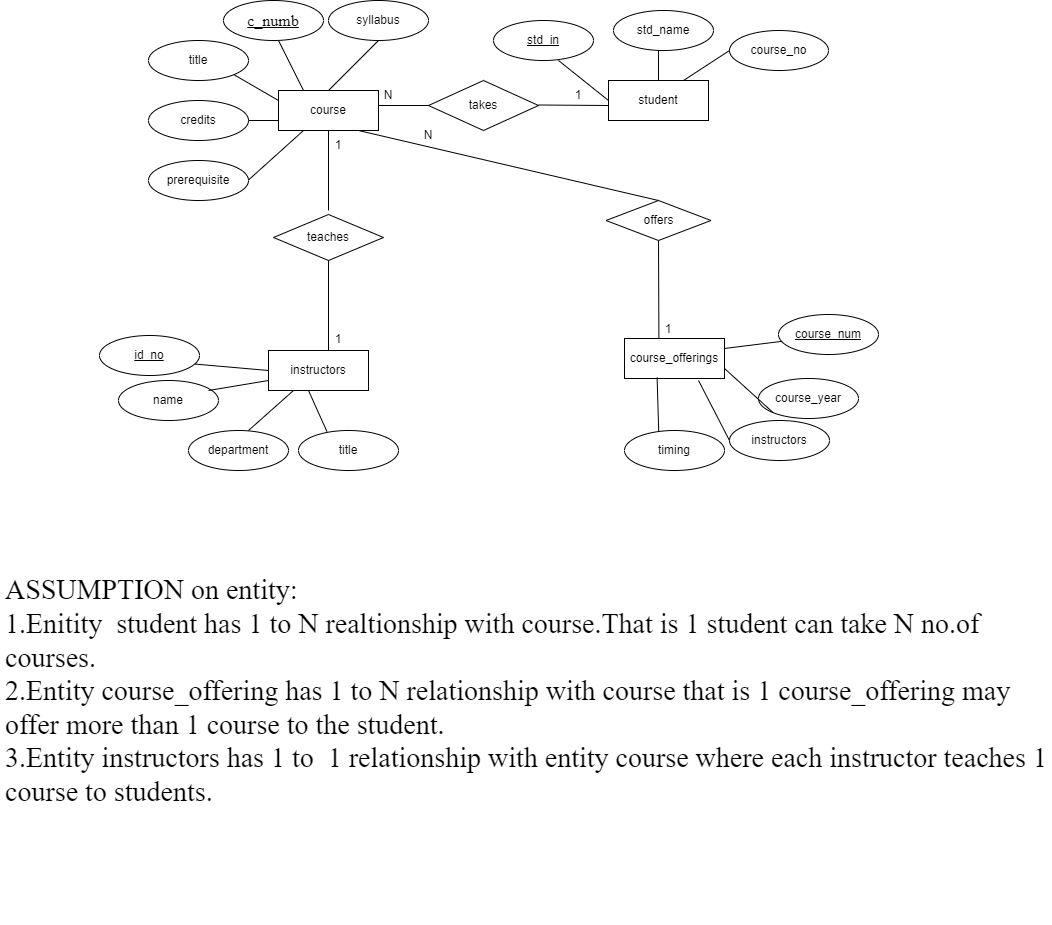 c_numb
syllabus
std_in
std_name
course_no
title
credits
prerequisite
course
N
takes
1
student
N
1
teaches
offers
1
1
id_no
name
instructors
department
title
course_offerings
course_num
course_year
instructors
timing
ASSUMPTION on entity:
1.Enitity student has 1 to N realtionship with course.That is 1 student can take N no.of
courses.
2.Entity course_offering has 1 to N relationship with course that is 1 course_offering may
offer more than 1 course to the student.
3.Entity instructors has 1 to 1 relationship with entity course where each instructor teaches 1
course to students.